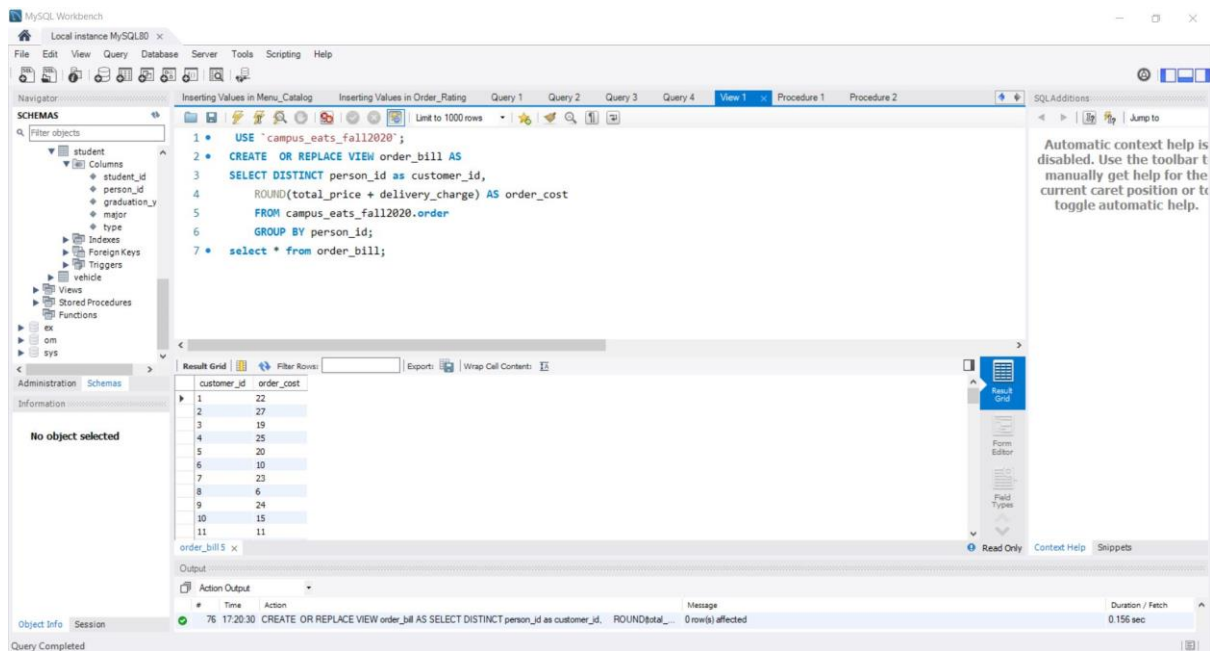 MySQL Workbench
Local instance MySQL80 ×
File Edit View Query Database Server Tools Scripting Help
Navigator
SCHEMAS
Filter objects
student
Columns
student_id
person_id
graduation_y
major
type
Indexes
Foreign Keys
Triggers
vehicle
Views
Stored Procedures
Functions
ex
om
sys
Administration Schemas
Information
No object selected
Object Info Session
Query Completed
Inserting Values in Menu_Catalog Inserting Values in Order_Rating Query 1 Query 2 Query 3 Query 4 View 1 × Procedure 1 Procedure 2
Limit to 1000 rows
1 USE `campus_eats_fall2020`;
2 CREATE OR REPLACE VIEW order_bill AS
3 SELECT DISTINCT person_id as customer_id,
4 ROUND(total_price + delivery_charge) AS order_cost
5 FROM campus_eats_fall2020.order
6 GROUP BY person_id;
7 select * from order_bill;
Result Grid Filter Rows: Export: Wrap Cell Content:
customer_id order_cost
1 22
2 27
3 19
4 25
5 20
6 10
7 23
8 6
9 24
10 15
11 11
Result Grid
Form Editor
Field Types
order_bill 5 × Read Only
Output
Action Output
# Time Action Message Duration / Fetch
76 17:20:30 CREATE OR REPLACE VIEW order_bill AS SELECT DISTINCT person_id as customer_id, ROUND(total_... 0 row(s) affected 0.156 sec
SQLAdditions
Jump to
Automatic context help is
disabled. Use the toolbar t
manually get help for the
current caret position or to
toggle automatic help.
Context Help Snippets